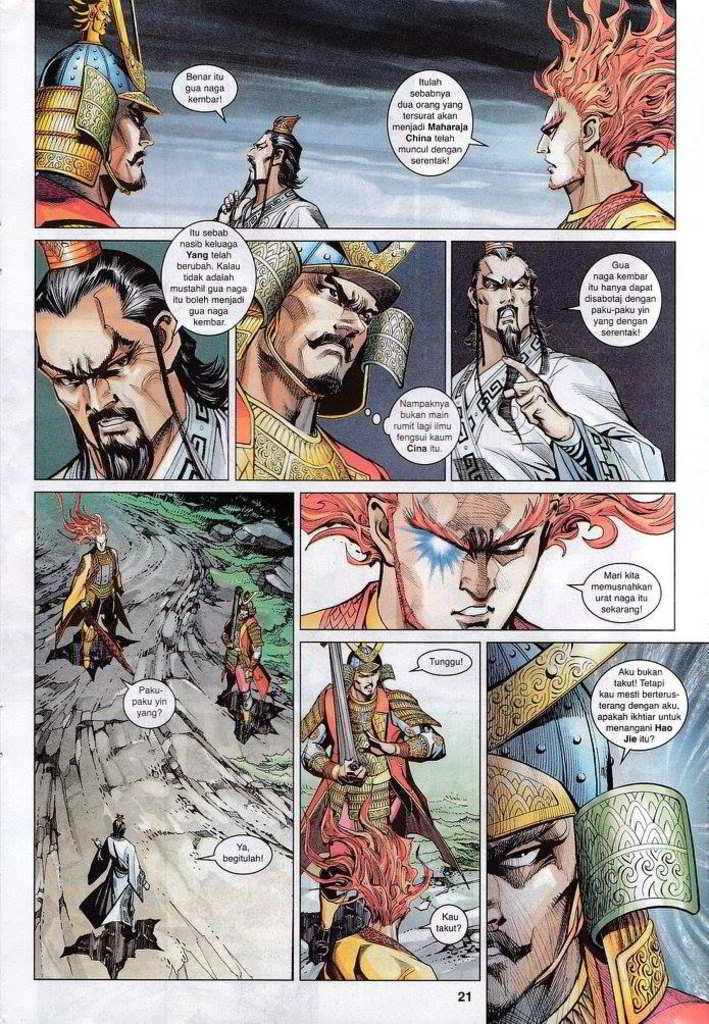 Benar itu
gua naga
kembar!
Itulah
sebabnya
dua orang yang
tersurat akan
menjadi Maharaja
China telah
muncul dengan
serentak!
Itu sebab
nasib keluarga
Yang telah
berubah. Kalau
tidak adalah
mustahil gua naga
itu boleh menjadi
gua naga
kembar.
Nampaknya
bukan main
rumit lagi ilmu
fengsui kaum
Cina itu.
Gua
naga kembar
itu hanya dapat
disabotaj dengan
paku-paku yin
yang dengan
serentak!
Paku-
paku yin
yang?
Ya,
begitulah!
Mari kita
memusnahkan
urat naga itu
sekarang!
Tunggu!
Kau
takut?
Aku bukan
takut! Tetapi
kau mesti berterus-
terang dengan aku,
apakah ikhtiar untuk
menangani Hao
Jie itu?
21